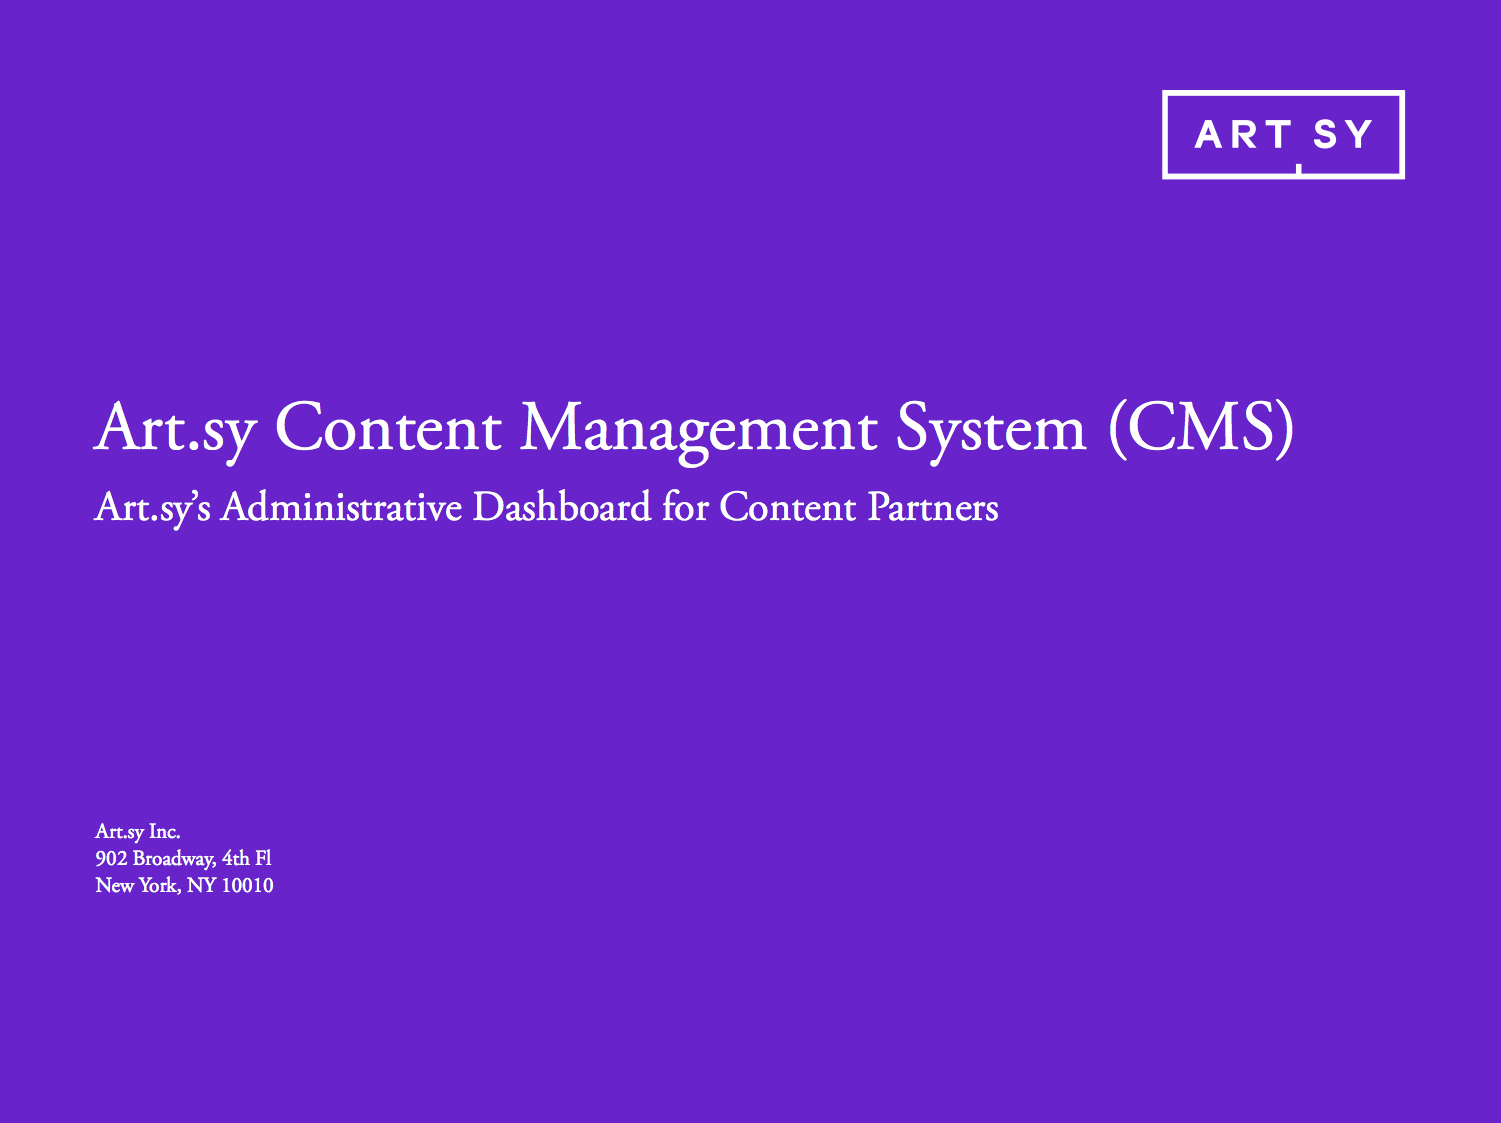 ART SY
Art.sy Content Management System (CMS)
Art.sy’s Administrative Dashboard for Content Partners
Art.sy Inc.
902 Broadway, 4th Fl
New York, NY 10010